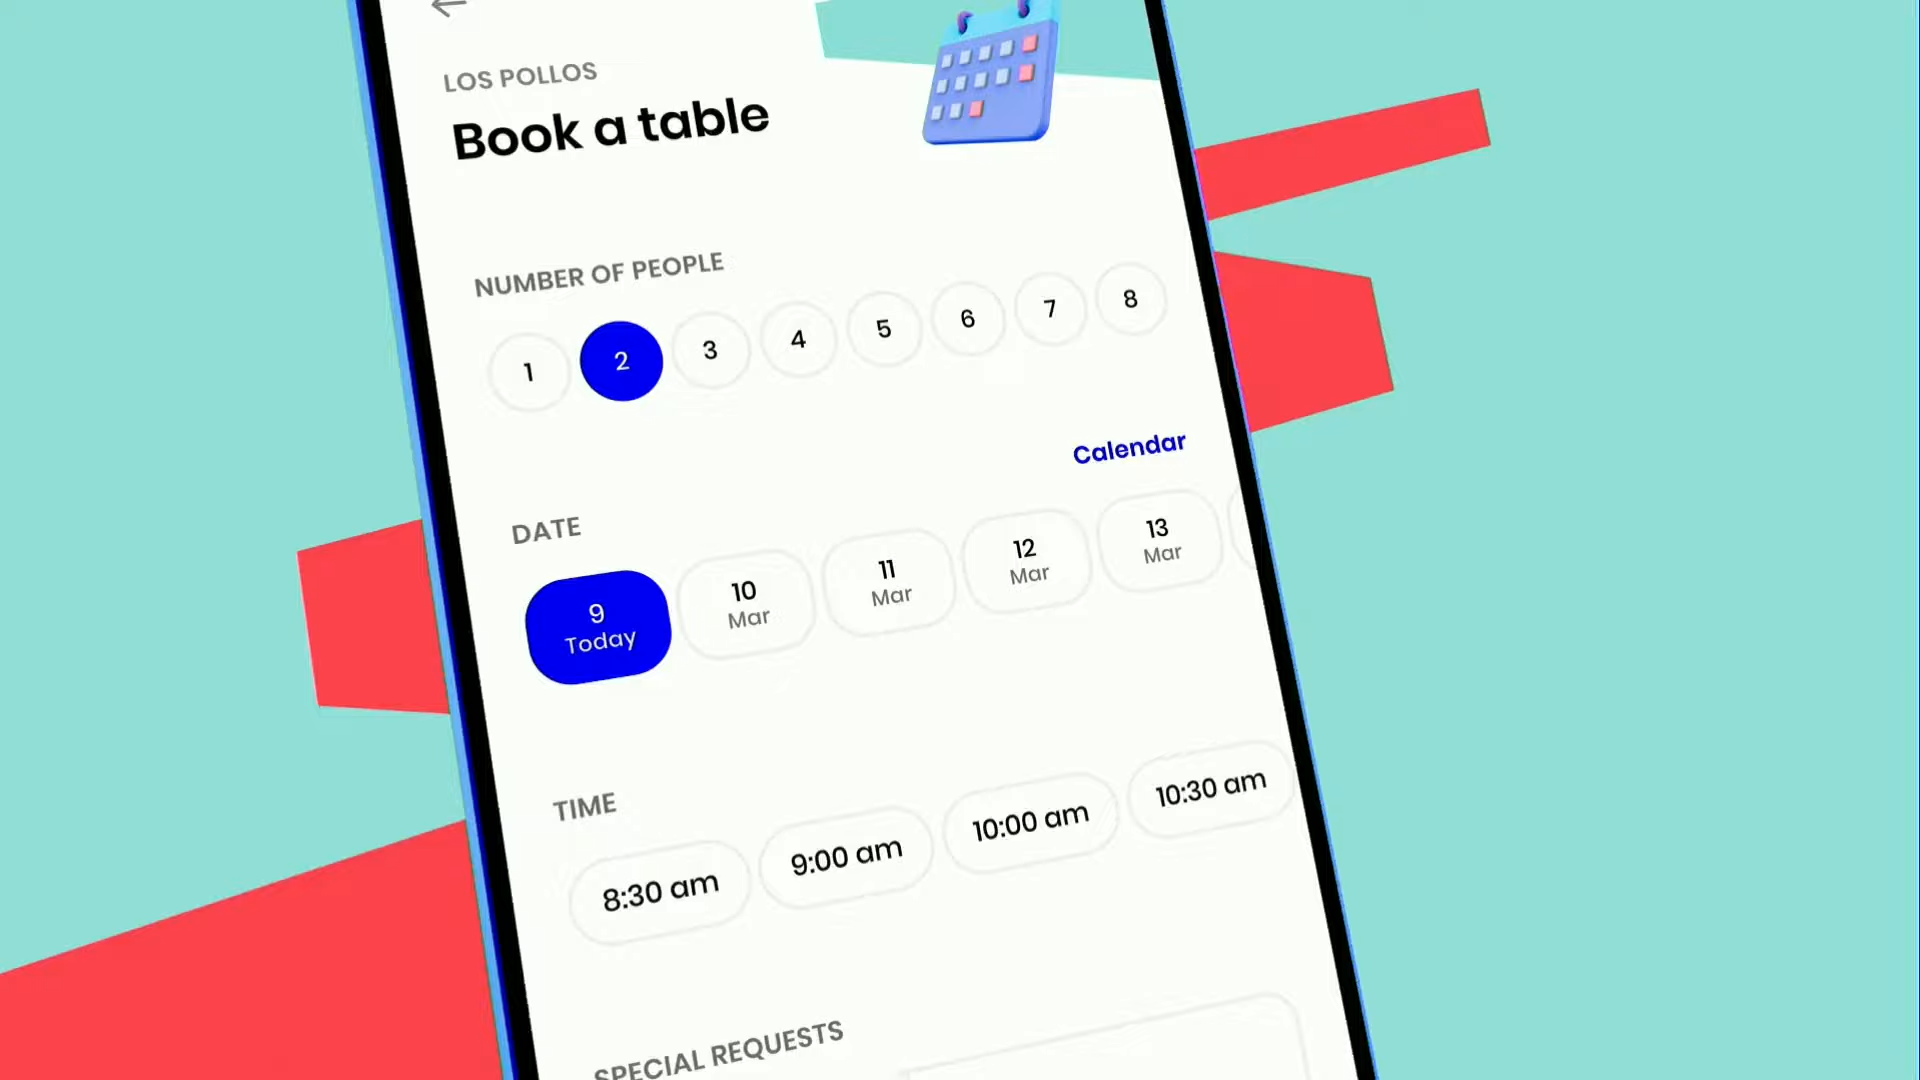 LOS POLLOS
Book a table
NUMBER OF PEOPLE
1 2 3 4 5 6 7 8
Calendar
DATE
9 10 11 12 13
Today Mar Mar Mar Mar
TIME
8:30 am 9:00 am 10:00 am 10:30 am
SPECIAL REQUESTS